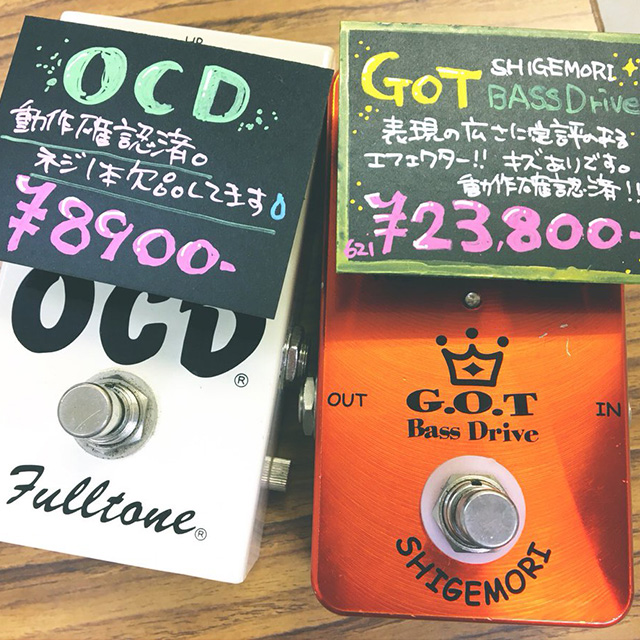 HP
OCD
動作確認済。
ネジ1本欠品してます
¥8900-
OCD®
Fulltone®
GOT SHIGEMORI
BASS Drive
表現の広さに定評のある
エフェクター!! キズありです。
動作確認済!!
621 ¥23,800-
OUT
IN
G.O.T
Bass Drive
SHIGEMORI